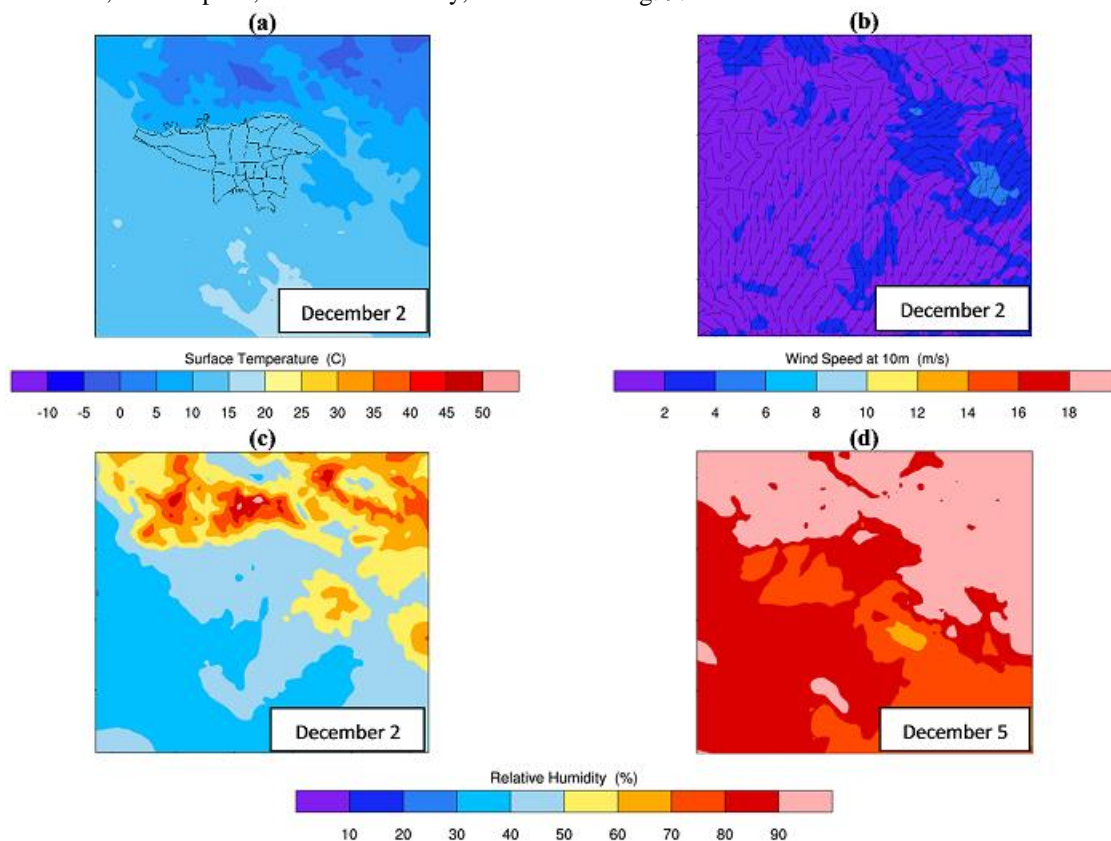 (a)
(b)
December 2
December 2
Surface Temperature (C)
-10 -5 0 5 10 15 20 25 30 35 40 45 50
Wind Speed at 10m (m/s)
2 4 6 8 10 12 14 16 18
(c)
(d)
December 2
December 5
Relative Humidity (%)
10 20 30 40 50 60 70 80 90